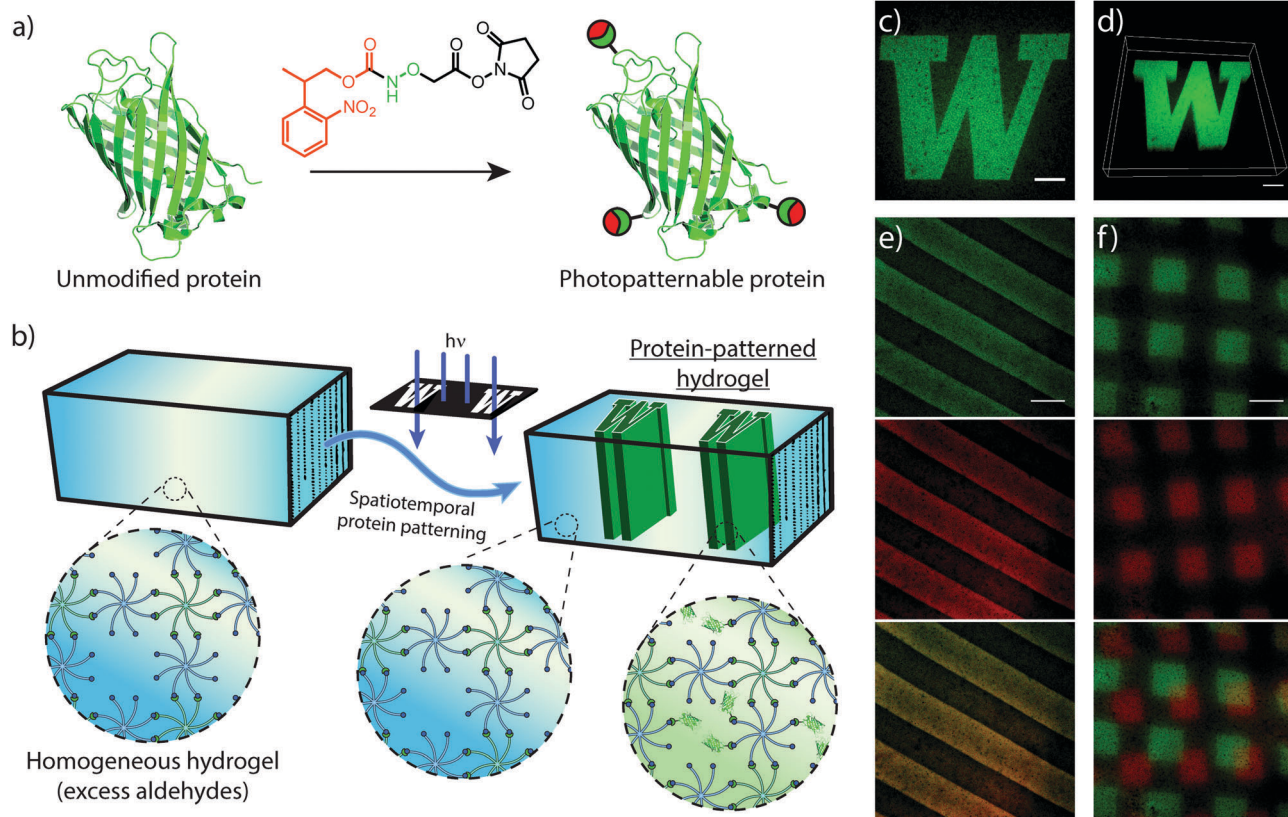 a)
O
O
O
N
H
O
O
O
N
O
O
NO₂
Unmodified protein
Photopatternable protein
b)
hν
W
W
Spatiotemporal
protein patterning
Protein-patterned
hydrogel
W
W
Homogeneous hydrogel
(excess aldehydes)
c)
W
d)
W
e)
f)